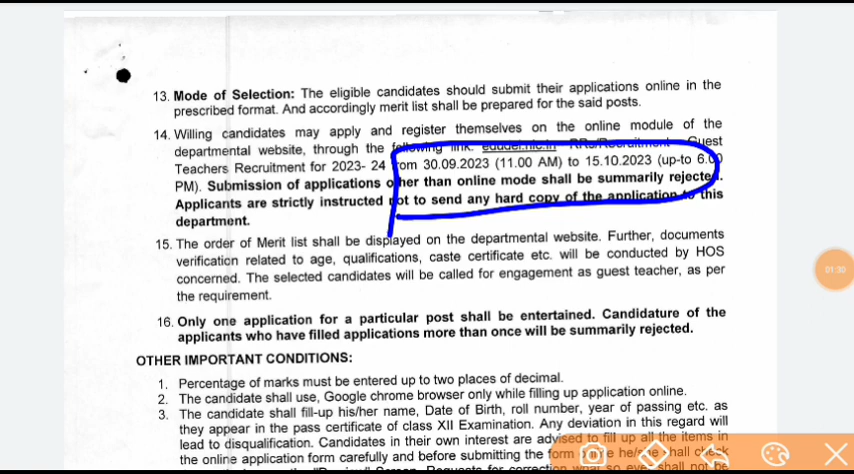 13. Mode of Selection: The eligible candidates should submit their applications online in the
prescribed format. And accordingly merit list shall be prepared for the said posts.
14. Willing candidates may apply and register themselves on the online module of the
departmental website, through the following link: edudel.nic.in Guest
Teachers Recruitment for 2023- 24 from 30.09.2023 (11.00 AM) to 15.10.2023 (up-to 6.00
PM). Submission of applications other than online mode shall be summarily rejected.
Applicants are strictly instructed not to send any hard copy of the application to this
department.
15. The order of Merit list shall be displayed on the departmental website. Further, documents
verification related to age, qualifications, caste certificate etc. will be conducted by HOS
concerned. The selected candidates will be called for engagement as guest teacher, as per
the requirement.
16. Only one application for a particular post shall be entertained. Candidature of the
applicants who have filled applications more than once will be summarily rejected.
OTHER IMPORTANT CONDITIONS:
1. Percentage of marks must be entered up to two places of decimal.
2. The candidate shall use, Google chrome browser only while filling up application online.
3. The candidate shall fill-up his/her name, Date of Birth, roll number, year of passing etc. as
they appear in the pass certificate of class XII Examination. Any deviation in this regard will
lead to disqualification. Candidates in their own interest are advised to fill up all the items in
the online application form carefully and before submitting the form he/she shall check
Requests for correction what so ever shall not be
01:30